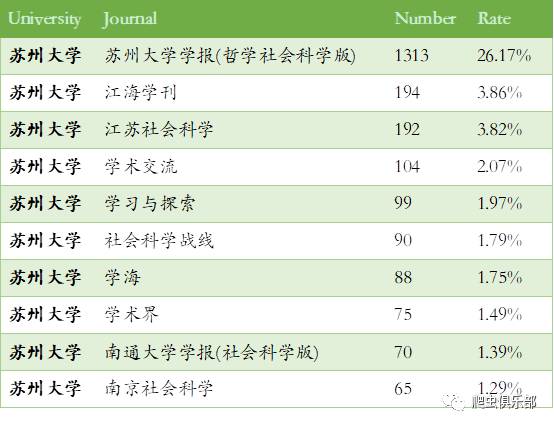 University Journal Number Rate
苏州大学 苏州大学学报(哲学社会科学版) 1313 26.17%
苏州大学 江海学刊 194 3.86%
苏州大学 江苏社会科学 192 3.82%
苏州大学 学术交流 104 2.07%
苏州大学 学习与探索 99 1.97%
苏州大学 社会科学战线 90 1.79%
苏州大学 学海 88 1.75%
苏州大学 学术界 75 1.49%
苏州大学 南通大学学报(社会科学版) 70 1.39%
苏州大学 南京社会科学 65 1.29%
爬虫俱乐部